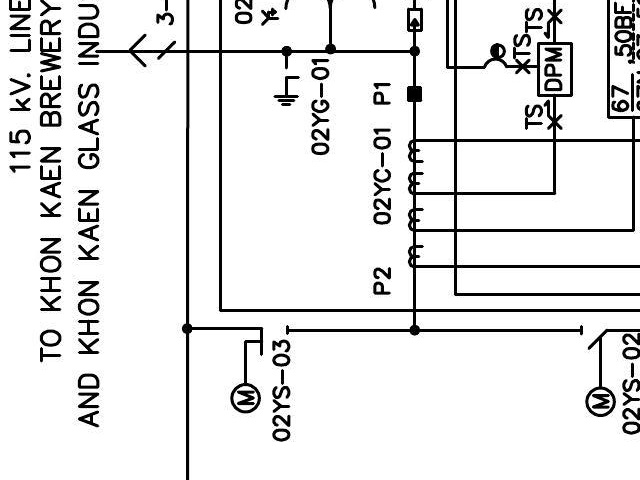 115 kV. LINE
TO KHON KAEN BREWERY
AND KHON KAEN GLASS INDU
3-
02
02YG-01
P1
02YC-01
P2
TS
TS
DPM
TS
67
50BF
M
02YS-03
M
02YS-02